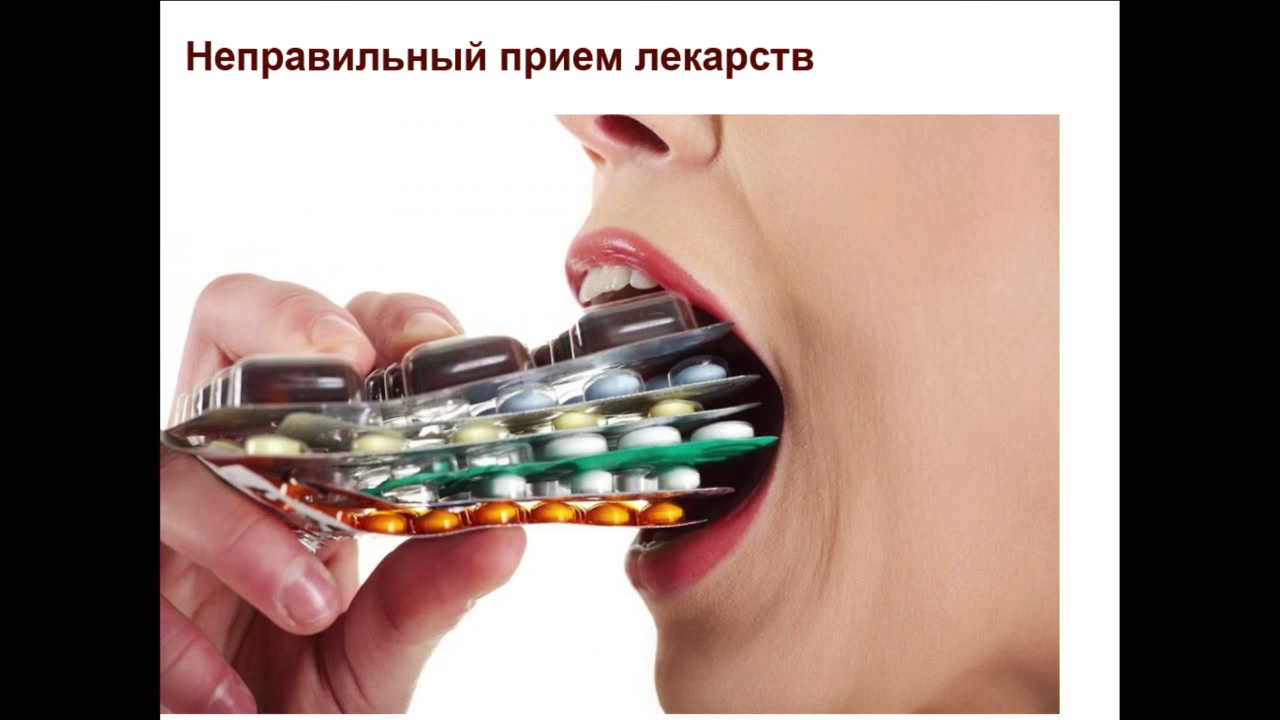 Неправильный прием лекарств